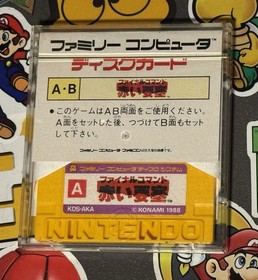 ファミリー コンピュータ™
ディスクカード
A・B
ファイナルコマンド
赤い要塞
●このゲームはAB両面をご使用ください。
A面をセットした後、つづけてB面もセット
して下さい。
ファミリーコンピュータ ディスクシステム
A
ファイナルコマンド
赤い要塞
KDS-AKA
© KONAMI 1988
NINTENDO